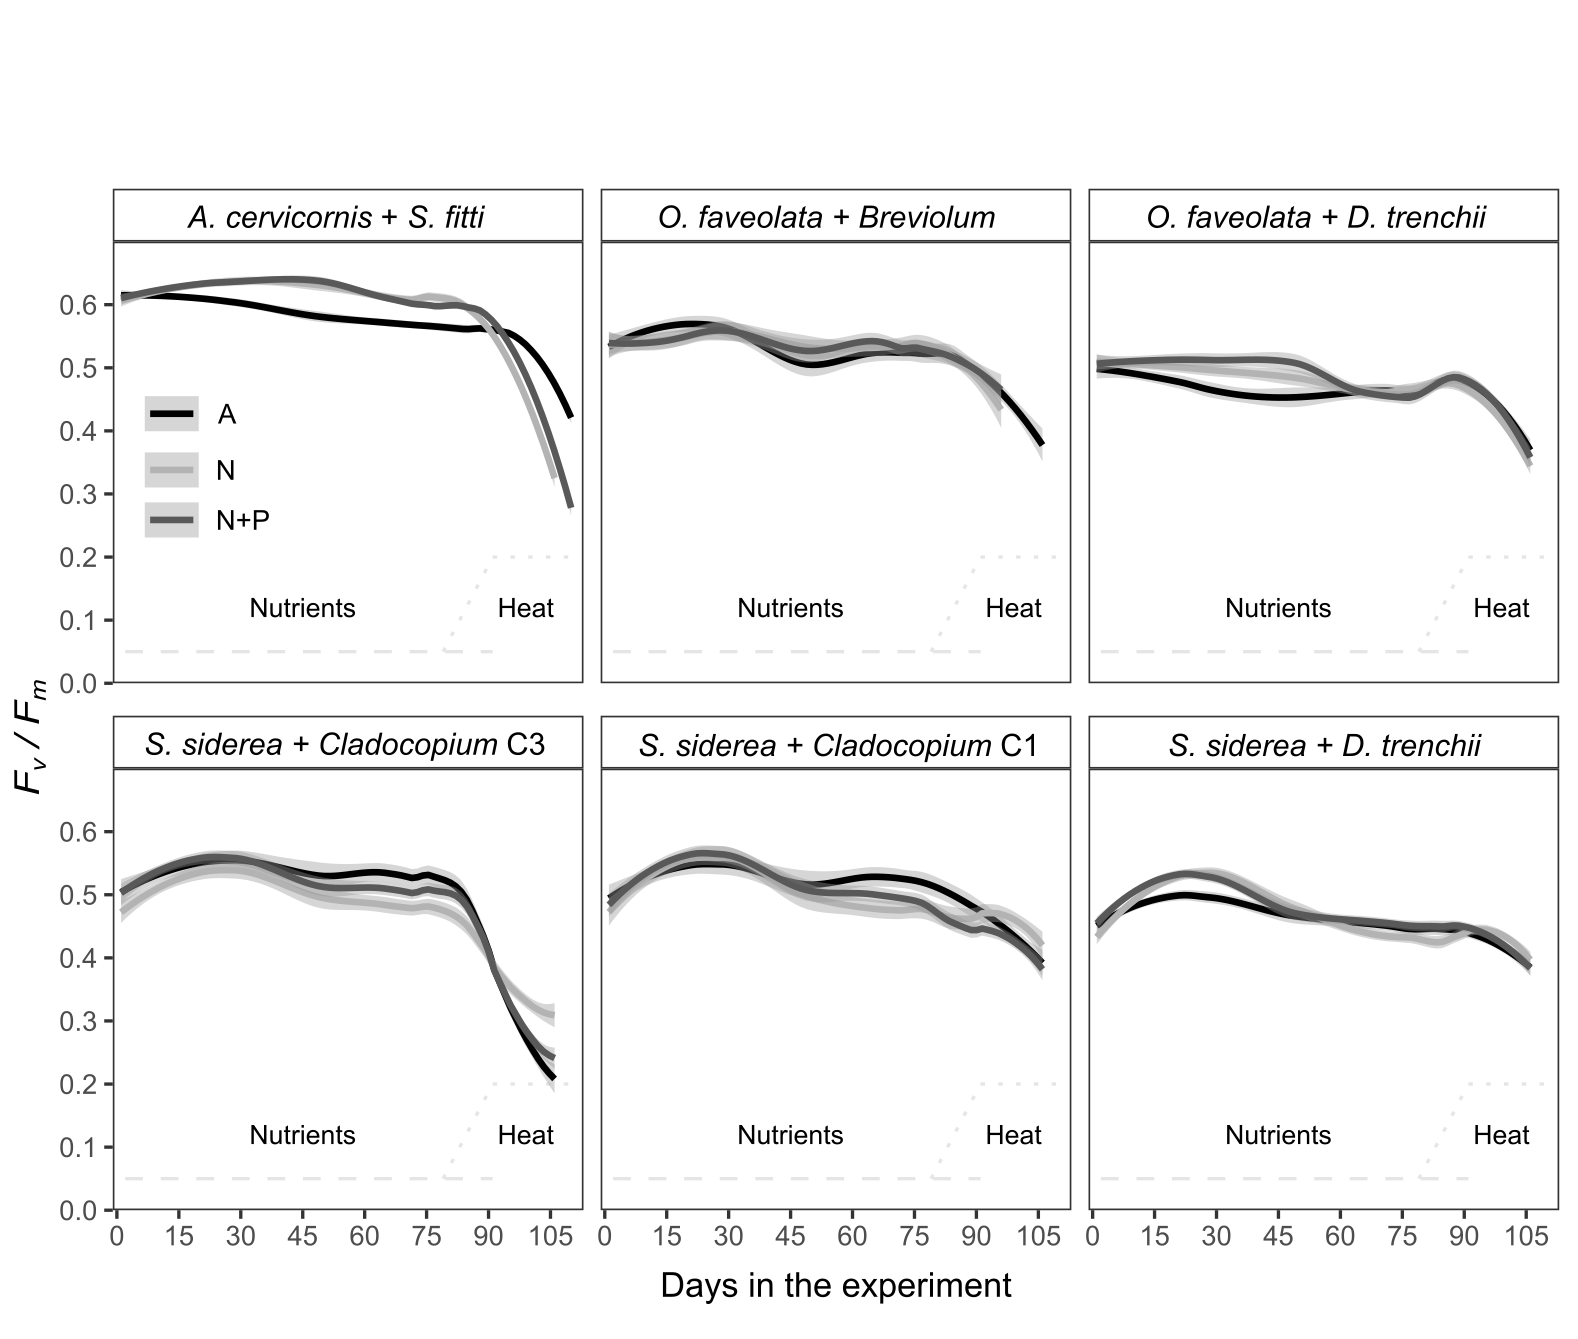 A. cervicornis + S. fitti
O. faveolata + Breviolum
O. faveolata + D. trenchii
0.6
0.5
0.4
0.3
0.2
0.1
0.0
A
N
N+P
Nutrients
Heat
Nutrients
Heat
Nutrients
Heat
Fv / Fm
S. siderea + Cladocopium C3
S. siderea + Cladocopium C1
S. siderea + D. trenchii
0.6
0.5
0.4
0.3
0.2
0.1
0.0
Nutrients
Heat
Nutrients
Heat
Nutrients
Heat
0 15 30 45 60 75 90 105
0 15 30 45 60 75 90 105
0 15 30 45 60 75 90 105
Days in the experiment